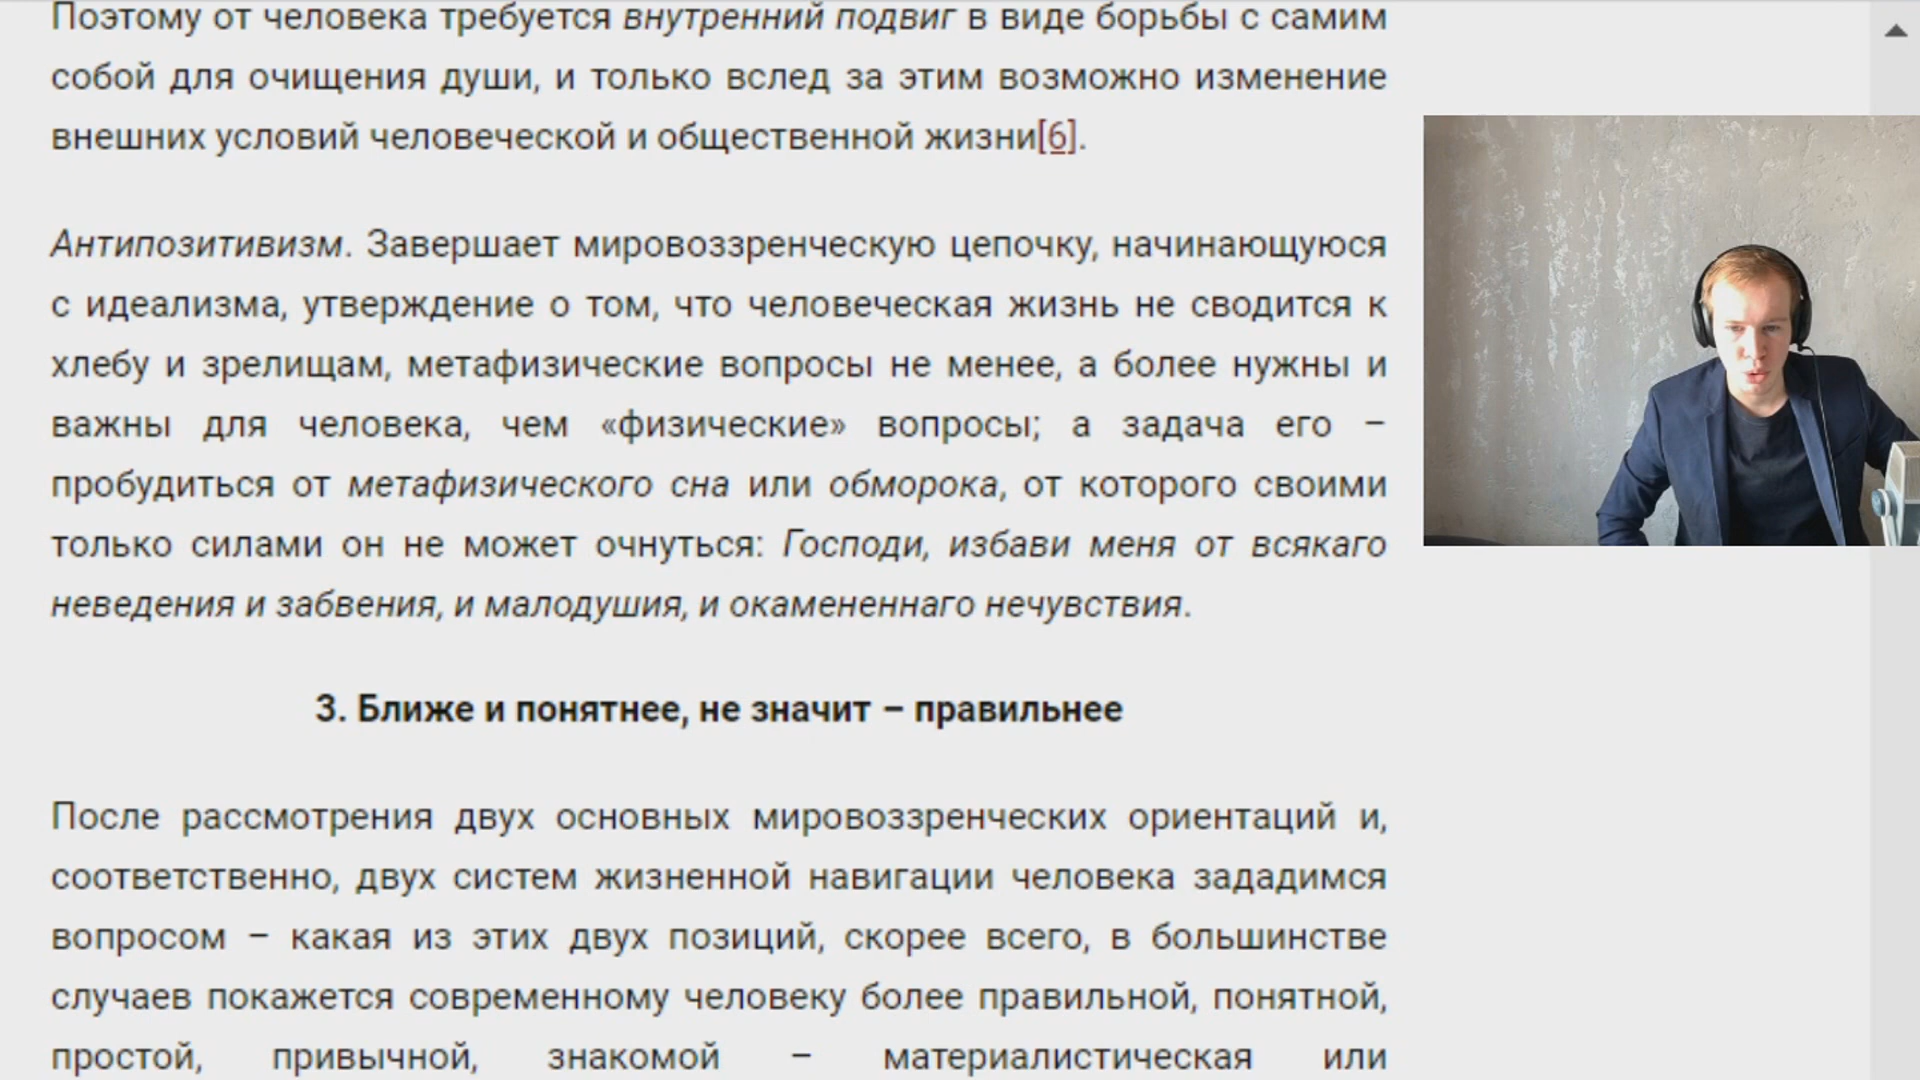 Поэтому от человека требуется внутренний подвиг в виде борьбы с самим
собой для очищения души, и только вслед за этим возможно изменение
внешних условий человеческой и общественной жизни[6].
Антипозитивизм. Завершает мировоззренческую цепочку, начинающуюся
с идеализма, утверждение о том, что человеческая жизнь не сводится к
хлебу и зрелищам, метафизические вопросы не менее, а более нужны и
важны для человека, чем «физические» вопросы; а задача его –
пробудиться от метафизического сна или обморока, от которого своими
только силами он не может очнуться: Господи, избави меня от всякаго
неведения и забвения, и малодушия, и окамененнаго нечувствия.
3. Ближе и понятнее, не значит – правильнее
После рассмотрения двух основных мировоззренческих ориентаций и,
соответственно, двух систем жизненной навигации человека зададимся
вопросом – какая из этих двух позиций, скорее всего, в большинстве
случаев покажется современному человеку более правильной, понятной,
простой, привычной, знакомой – материалистическая или